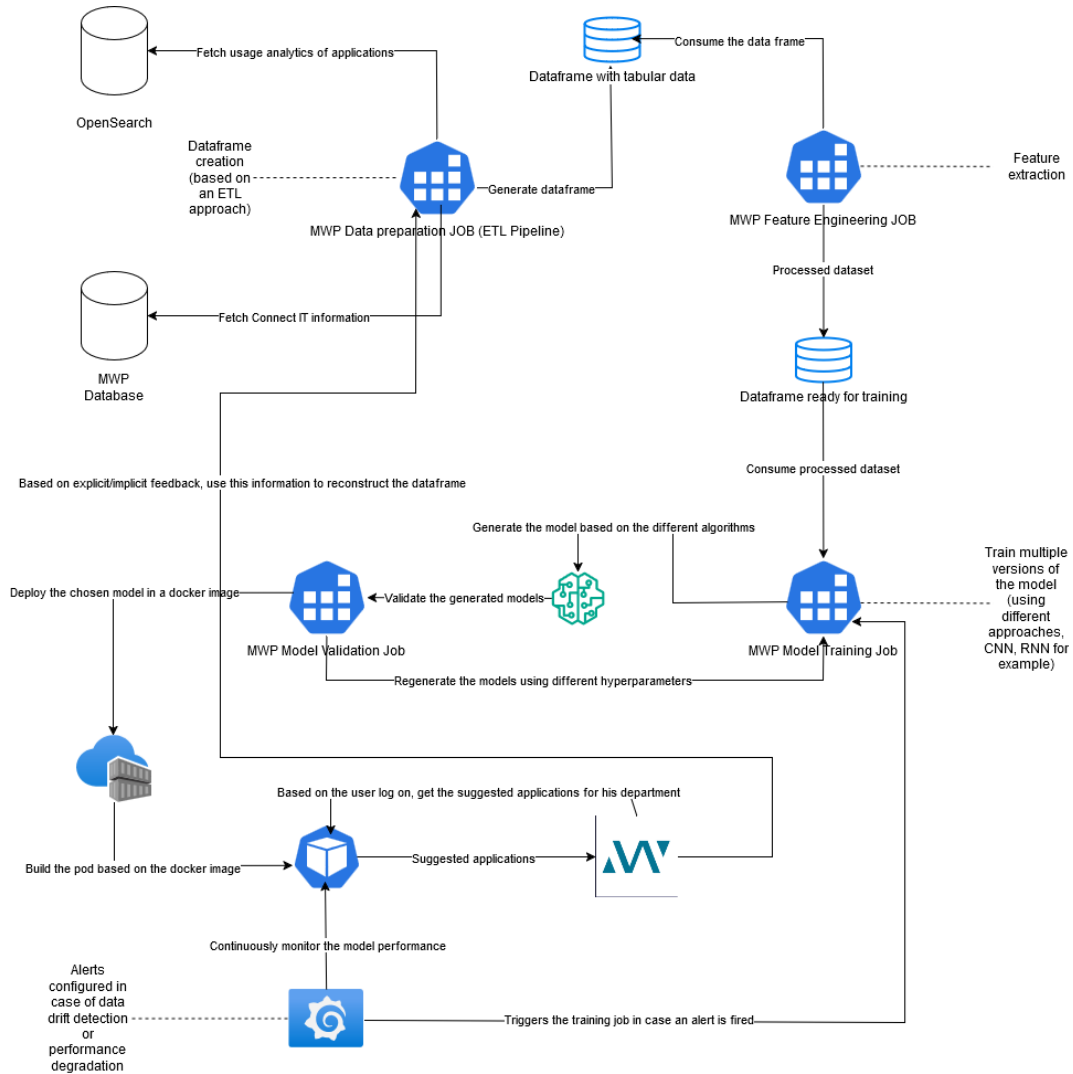 Fetch usage analytics of applications
Consume the data frame
Dataframe with tabular data
OpenSearch
Dataframe
creation
(based on
an ETL
approach)
Generate dataframe
Feature
extraction
MWP Data preparation JOB (ETL Pipeline)
MWP Feature Engineering JOB
Processed dataset
Fetch Connect IT information
MWP
Database
Dataframe ready for training
Consume processed dataset
Based on explicit/implicit feedback, use this information to reconstruct the dataframe
Generate the model based on the different algorithms
Train multiple
versions of
the model
(using
different
approaches,
CNN, RNN for
example)
Deploy the chosen model in a docker image
Validate the generated models
MWP Model Validation Job
MWP Model Training Job
Regenerate the models using different hyperparameters
Based on the user log on, get the suggested applications for his department
Suggested applications
Build the pod based on the docker image
Continuously monitor the model performance
Alerts
configured in
case of data
drift detection
or
performance
degradation
Triggers the training job in case an alert is fired